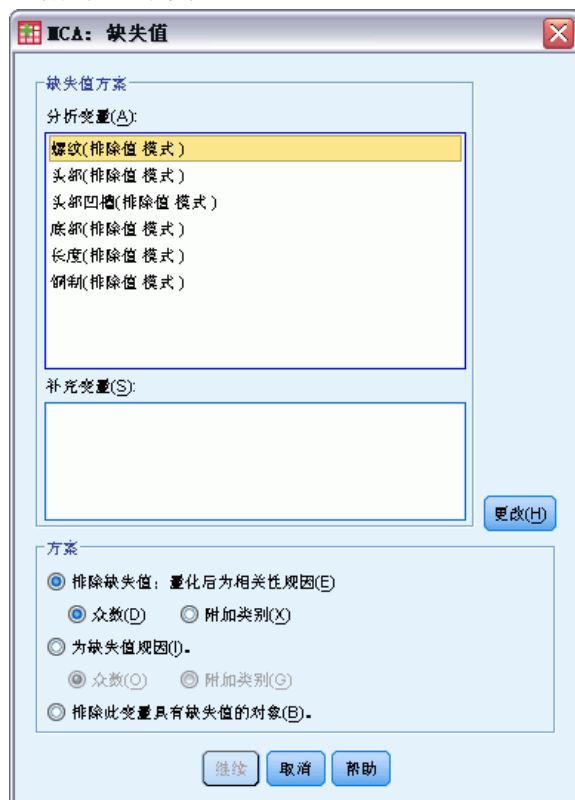 MCA: 缺失值
缺失值方案
分析变量(A):
螺纹(排除值 模式)
头部(排除值 模式)
头部凹槽(排除值 模式)
底部(排除值 模式)
长度(排除值 模式)
铜制(排除值 模式)
补充变量(S):
更改(H)
方案
排除缺失值; 量化后为相关性规因(E)
众数(D)
附加类别(X)
为缺失值规因(I)。
众数(O)
附加类别(G)
排除此变量具有缺失值的对象(B)。
继续
取消
帮助